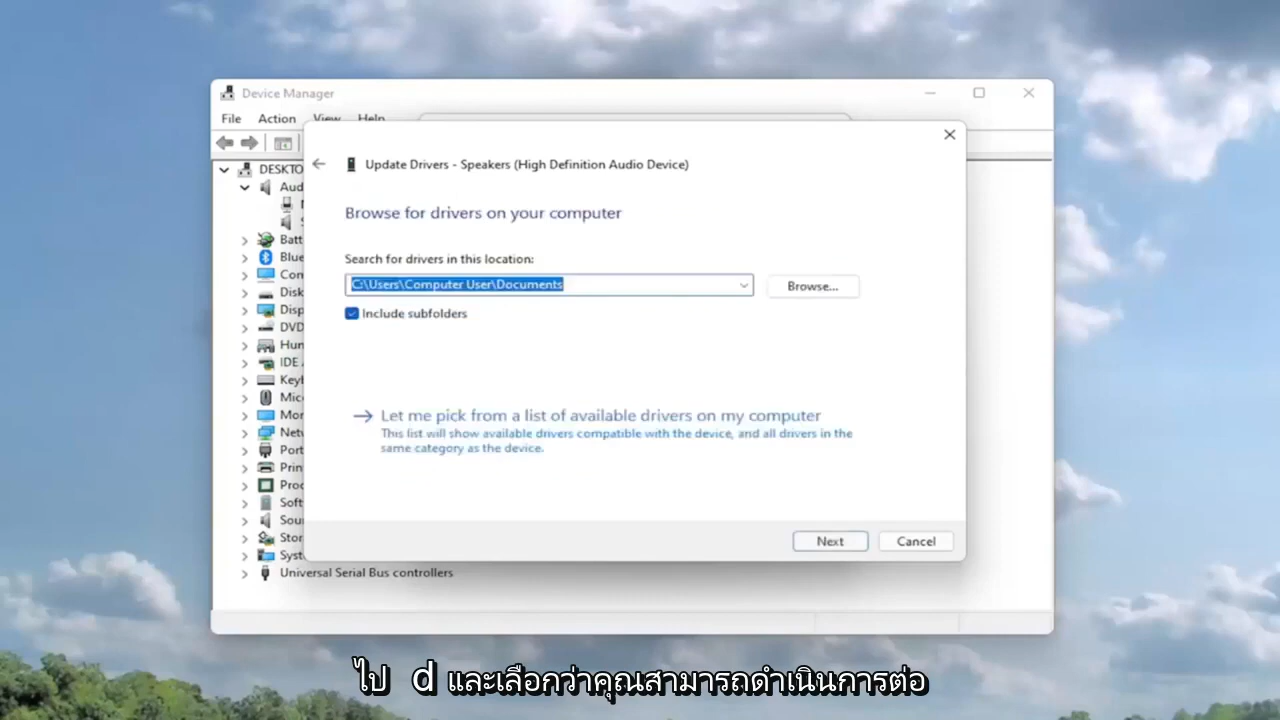 Device Manager
File Action View Help
Update Drivers - Speakers (High Definition Audio Device)
Browse for drivers on your computer
Search for drivers in this location:
C:\Users\Computer User\Documents
Browse...
Include subfolders
Let me pick from a list of available drivers on my computer
This list will show available drivers compatible with the device, and all drivers in the
same category as the device.
Next Cancel
DESKTO
Aud
Batt
Blue
Con
Disk
Disp
DVD
Hun
IDE
Keyb
Mice
Mor
Netv
Port
Prin
Proc
Soft
Sour
Stor
Syst
Universal Serial Bus controllers
ไป d และเลือกว่าคุณสามารถดำเนินการต่อ